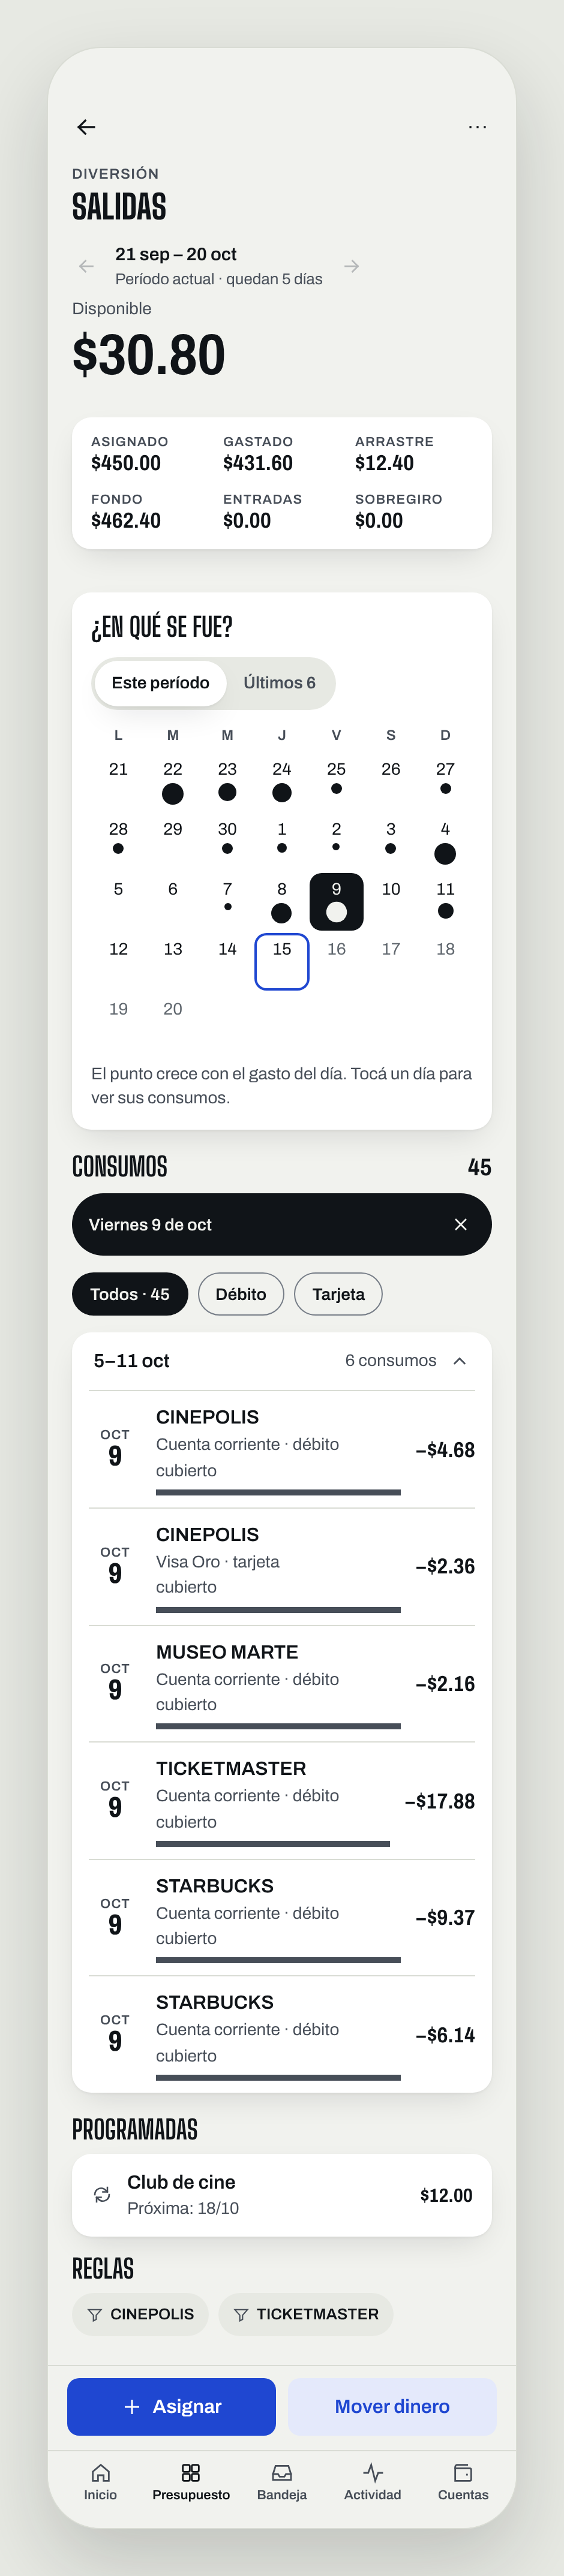 DIVERSIÓN
SALIDAS
21 sep – 20 oct
Período actual · quedan 5 días
Disponible
$30.80
ASIGNADO GASTADO ARRASTRE
$450.00 $431.60 $12.40
FONDO ENTRADAS SOBREGIRO
$462.40 $0.00 $0.00
¿EN QUÉ SE FUE?
Este período Últimos 6
L M M J V S D
21 22 23 24 25 26 27
28 29 30 1 2 3 4
5 6 7 8 9 10 11
12 13 14 15 16 17 18
19 20
El punto crece con el gasto del día. Tocá un día para
ver sus consumos.
CONSUMOS 45
Viernes 9 de oct
Todos · 45 Débito Tarjeta
5–11 oct 6 consumos
OCT
9
CINEPOLIS
Cuenta corriente · débito
cubierto
−$4.68
OCT
9
CINEPOLIS
Visa Oro · tarjeta
cubierto
−$2.36
OCT
9
MUSEO MARTE
Cuenta corriente · débito
cubierto
−$2.16
OCT
9
TICKETMASTER
Cuenta corriente · débito
cubierto
−$17.88
OCT
9
STARBUCKS
Cuenta corriente · débito
cubierto
−$9.37
OCT
9
STARBUCKS
Cuenta corriente · débito
cubierto
−$6.14
PROGRAMADAS
Club de cine
Próxima: 18/10
$12.00
REGLAS
CINEPOLIS TICKETMASTER
Asignar Mover dinero
Inicio Presupuesto Bandeja Actividad Cuentas